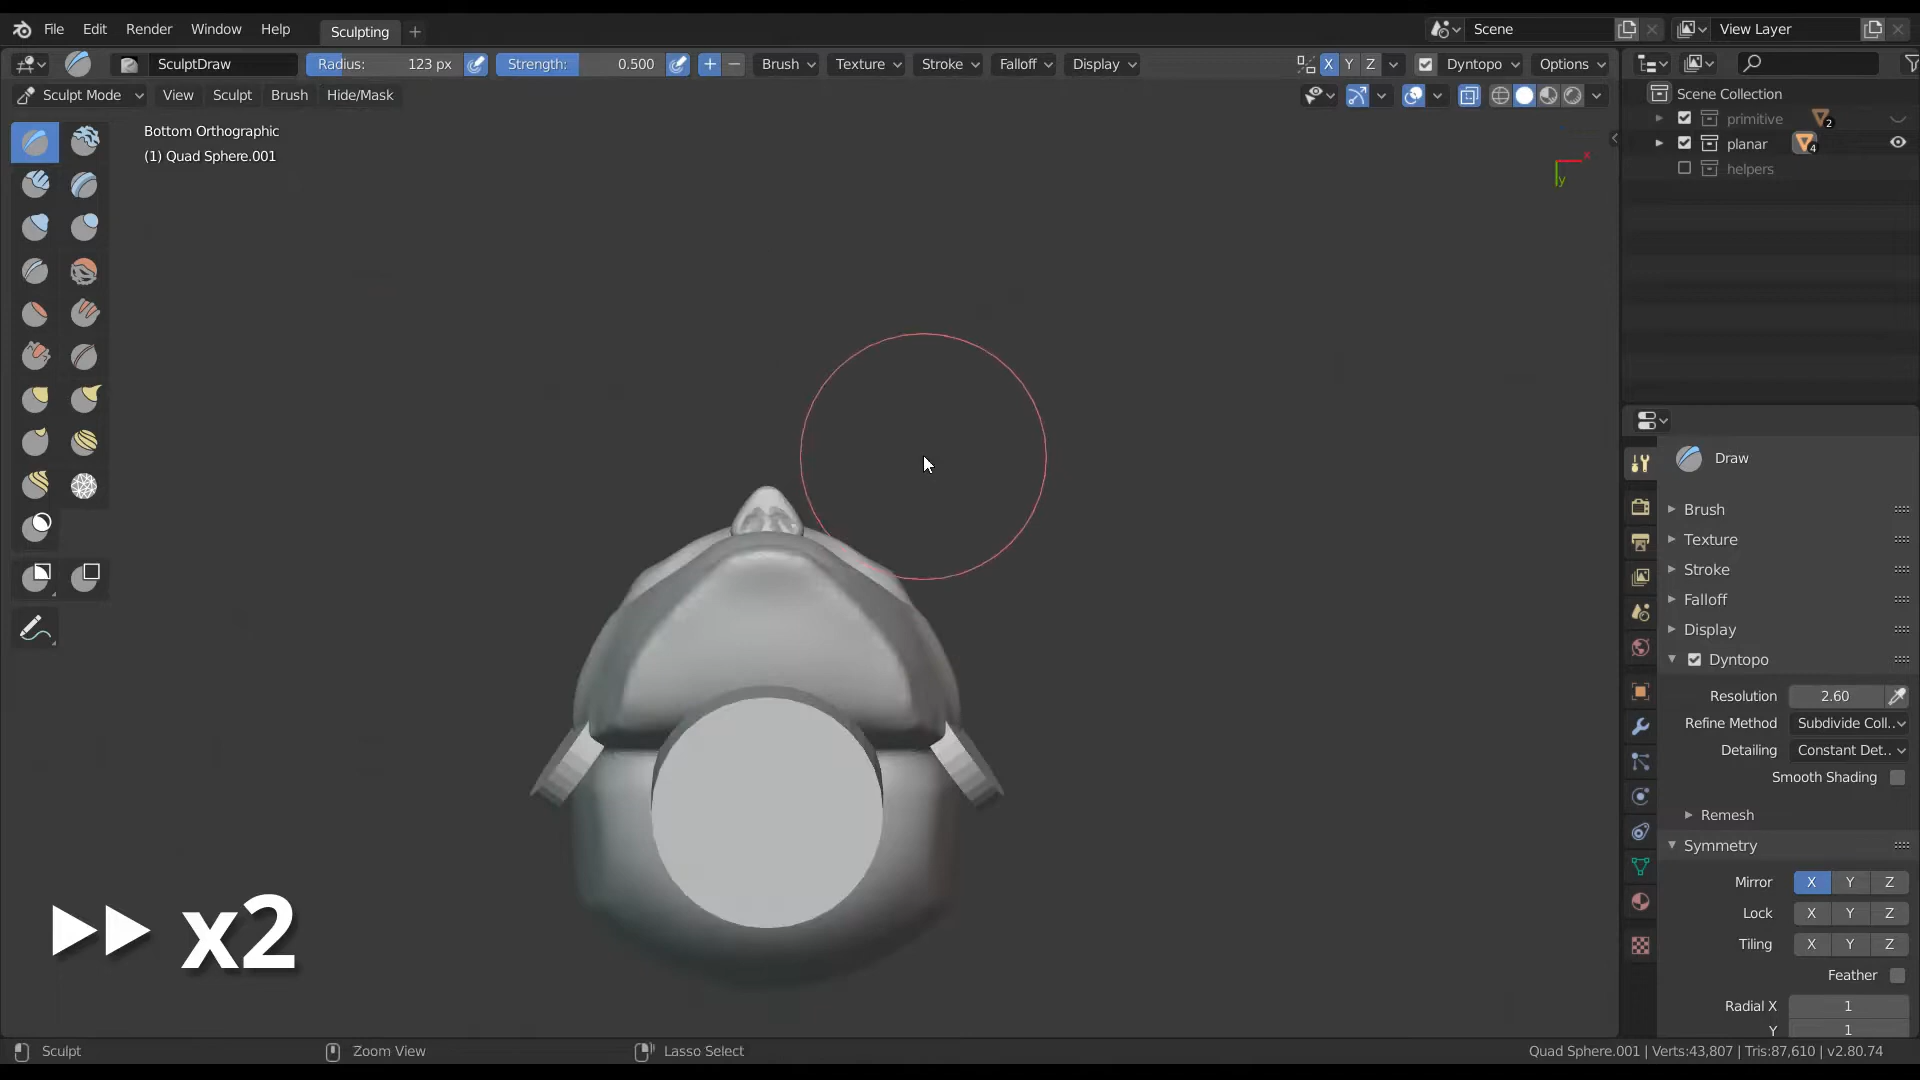 File Edit Render Window Help Sculpting + Scene View Layer
SculptDraw Radius: 123 px Strength: 0.500 Brush Texture Stroke Falloff Display X Y Z Dyntopo Options
Sculpt Mode View Sculpt Brush Hide/Mask
Scene Collection
primitive 2
planar 4
helpers
Bottom Orthographic
(1) Quad Sphere.001
x
y
Draw
Brush
Texture
Stroke
Falloff
Display
Dyntopo
Resolution 2.60
Refine Method Subdivide Coll..
Detailing Constant Det..
Smooth Shading
Remesh
Symmetry
Mirror X Y Z
Lock X Y Z
Tiling X Y Z
Feather
Radial X 1
Y 1
x2
Sculpt Zoom View Lasso Select Quad Sphere.001 | Verts:43,807 | Tris:87,610 | v2.80.74